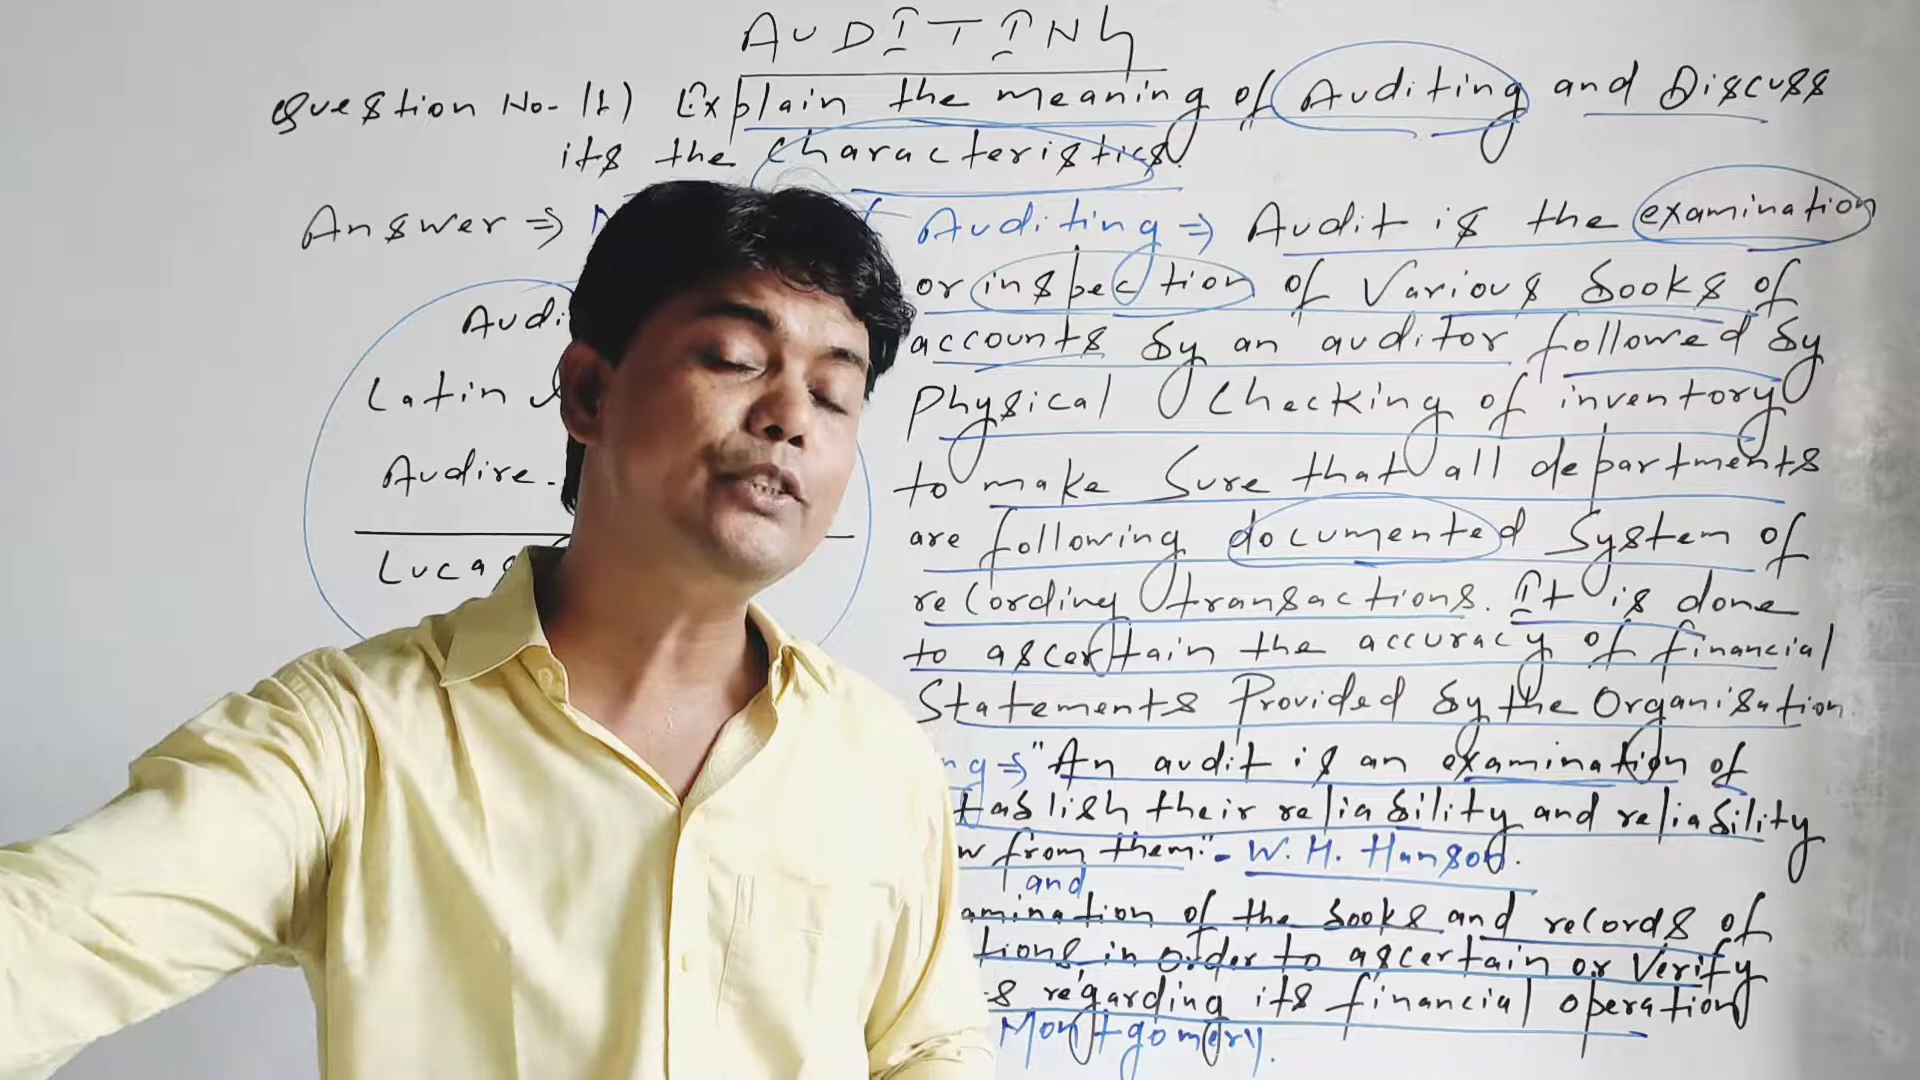 AUDITING
Question No-1) Explain the meaning of Auditing and Discuss
its the characteristics.
Answer ⇒ Auditing ⇒ Audit is the examination
or inspection of Various books of
accounts by an auditor followed by
Physical Checking of inventory
to make Sure that all departments
are following documented System of
recording transactions. It is done
to ascertain the accuracy of financial
Statements Provided by the Organisation.
Audi
Latin
Audire.
Lucas
ng ⇒ "An audit is an examination of
tablish their reliability and reliability
w from them." - W. H. Hanson.
and
amination of the books and records of
tions in order to ascertain or Verify
s regarding its financial operation
Montgomery.